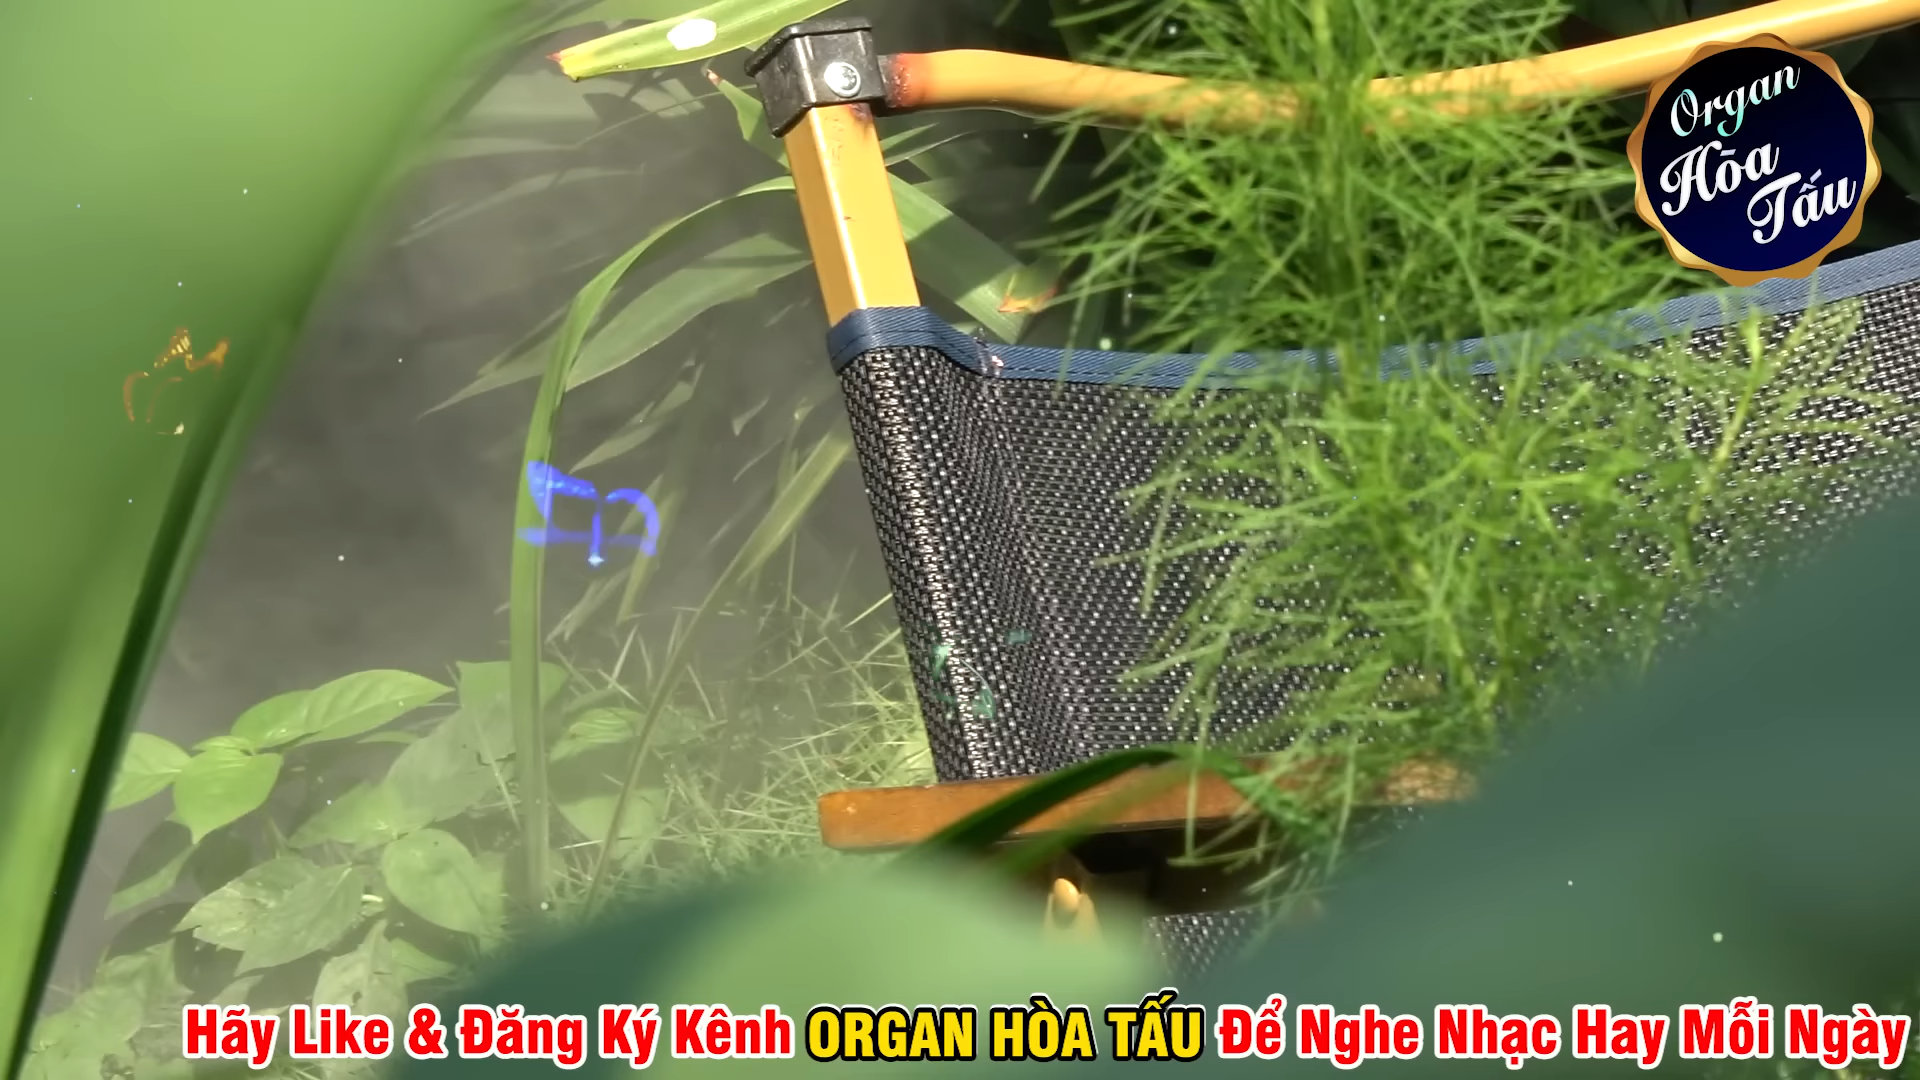 Organ
Hòa
Tấu
Hãy Like & Đăng Ký Kênh ORGAN HÒA TẤU Để Nghe Nhạc Hay Mỗi Ngày